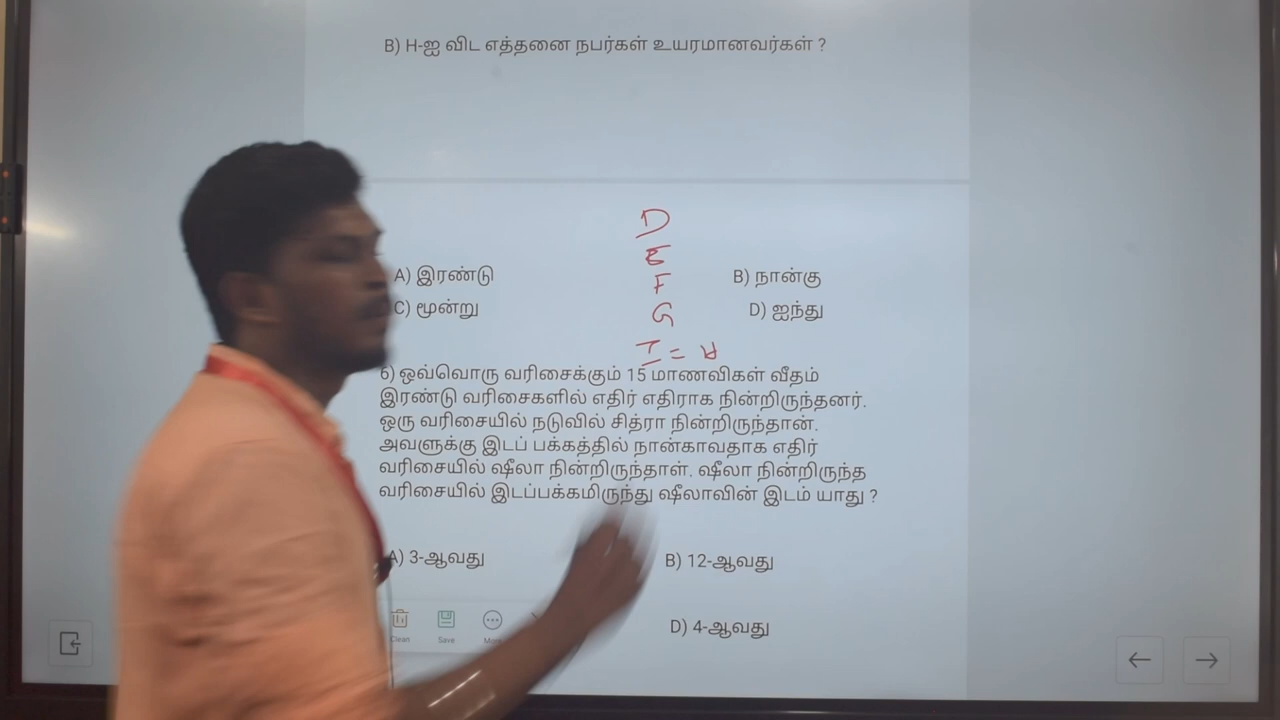 B) H-ஐ விட எத்தனை நபர்கள் உயரமானவர்கள் ?
D
E
A) இரண்டு
B) நான்கு
F
C) மூன்று
D) ஐந்து
G
I =
6) ஒவ்வொரு வரிசைக்கும் 15 மாணவிகள் வீதம்
இரண்டு வரிசைகளில் எதிர் எதிராக நின்றிருந்தனர்.
ஒரு வரிசையில் நடுவில் சித்ரா நின்றிருந்தான்.
அவளுக்கு இடப் பக்கத்தில் நான்காவதாக எதிர்
வரிசையில் ஷீலா நின்றிருந்தாள். ஷீலா நின்றிருந்த
வரிசையில் இடப்பக்கமிருந்து ஷீலாவின் இடம் யாது ?
A) 3-ஆவது
B) 12-ஆவது
Clean
Save
D) 4-ஆவது